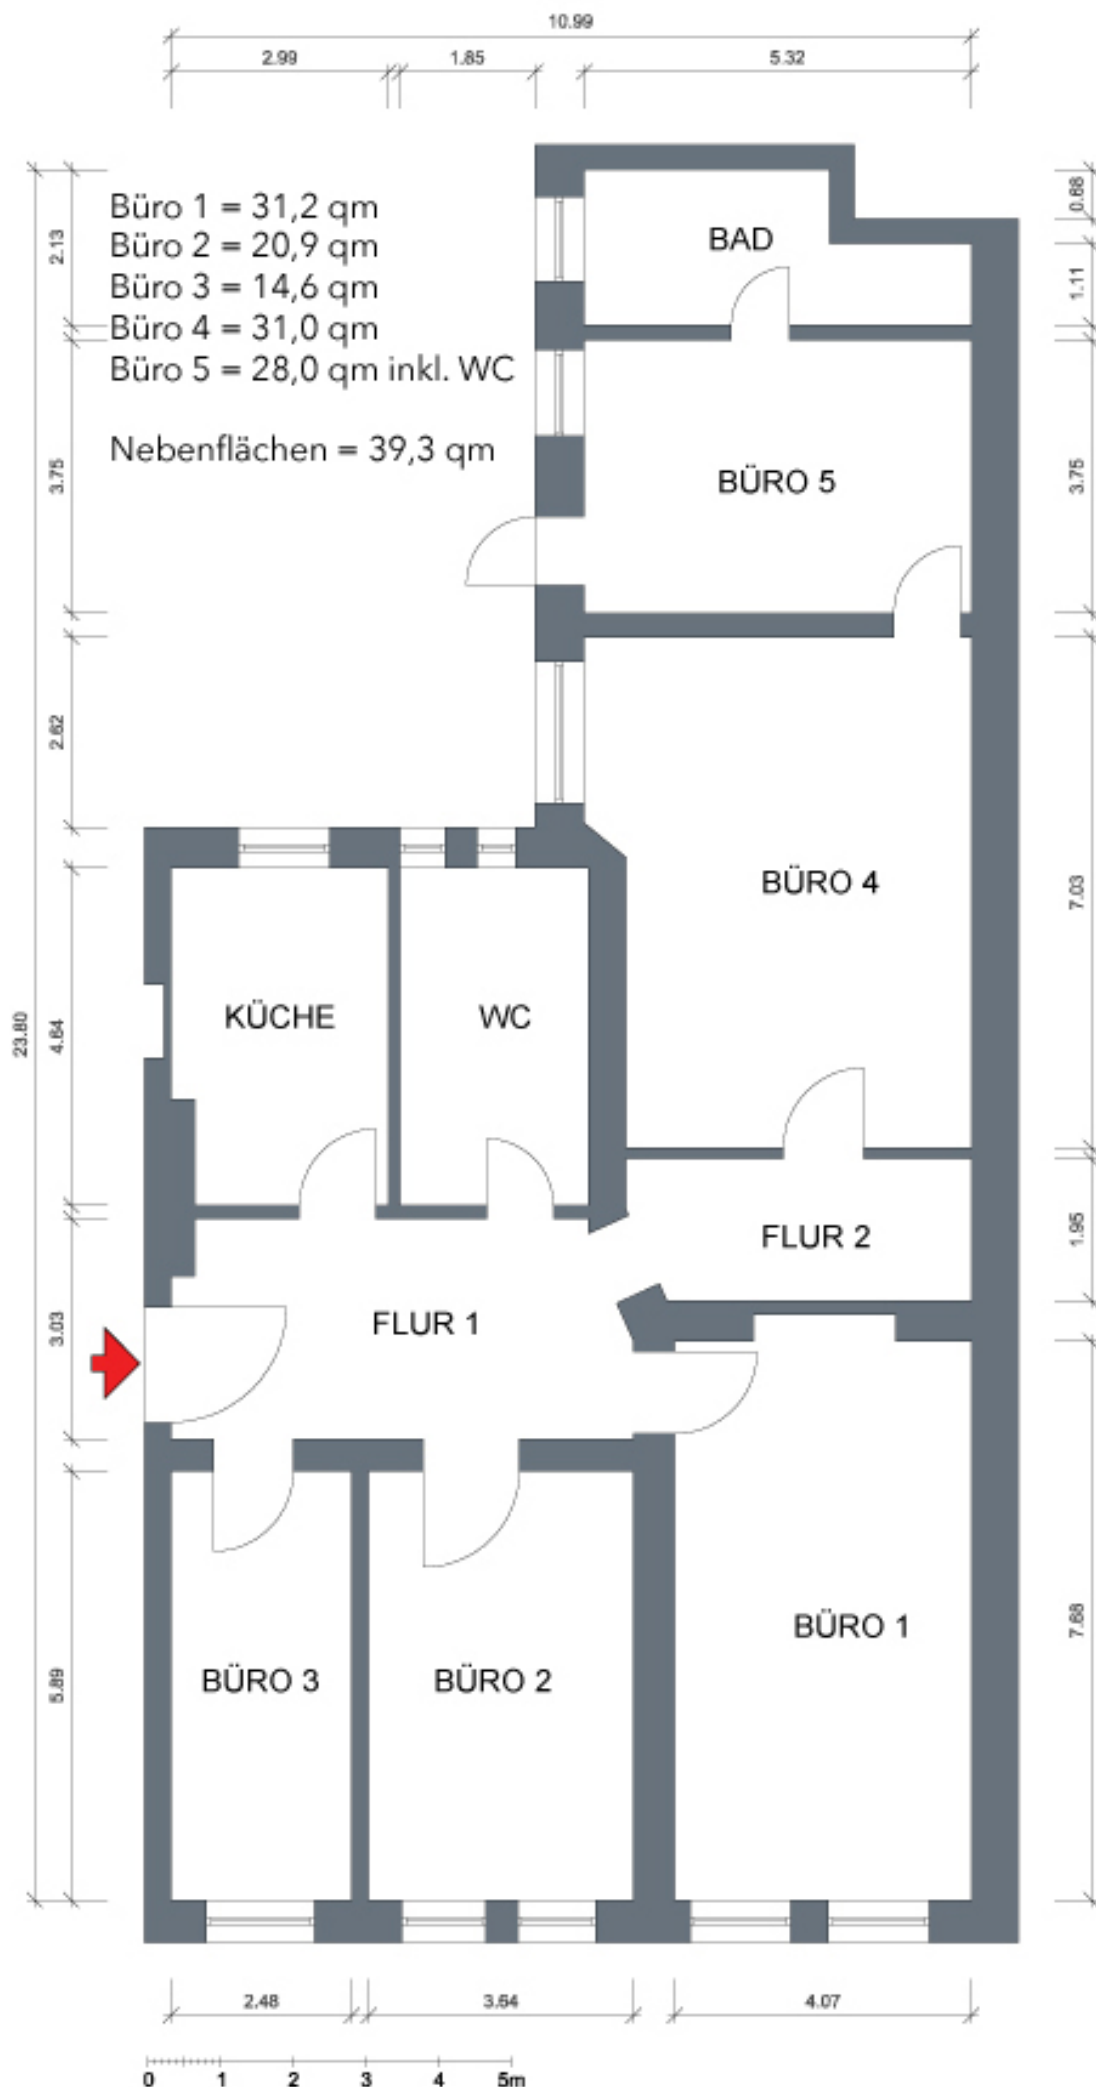 10.99
2.99
1.85
5.32
Büro 1 = 31,2 qm
Büro 2 = 20,9 qm
Büro 3 = 14,6 qm
Büro 4 = 31,0 qm
Büro 5 = 28,0 qm inkl. WC
Nebenflächen = 39,3 qm
2.13
3.75
2.62
23.80
4.64
3.03
5.89
0.68
1.11
3.75
7.03
1.95
7.68
BAD
BÜRO 5
BÜRO 4
KÜCHE
WC
FLUR 2
FLUR 1
BÜRO 1
BÜRO 3
BÜRO 2
2.48
3.64
4.07
0 1 2 3 4 5m